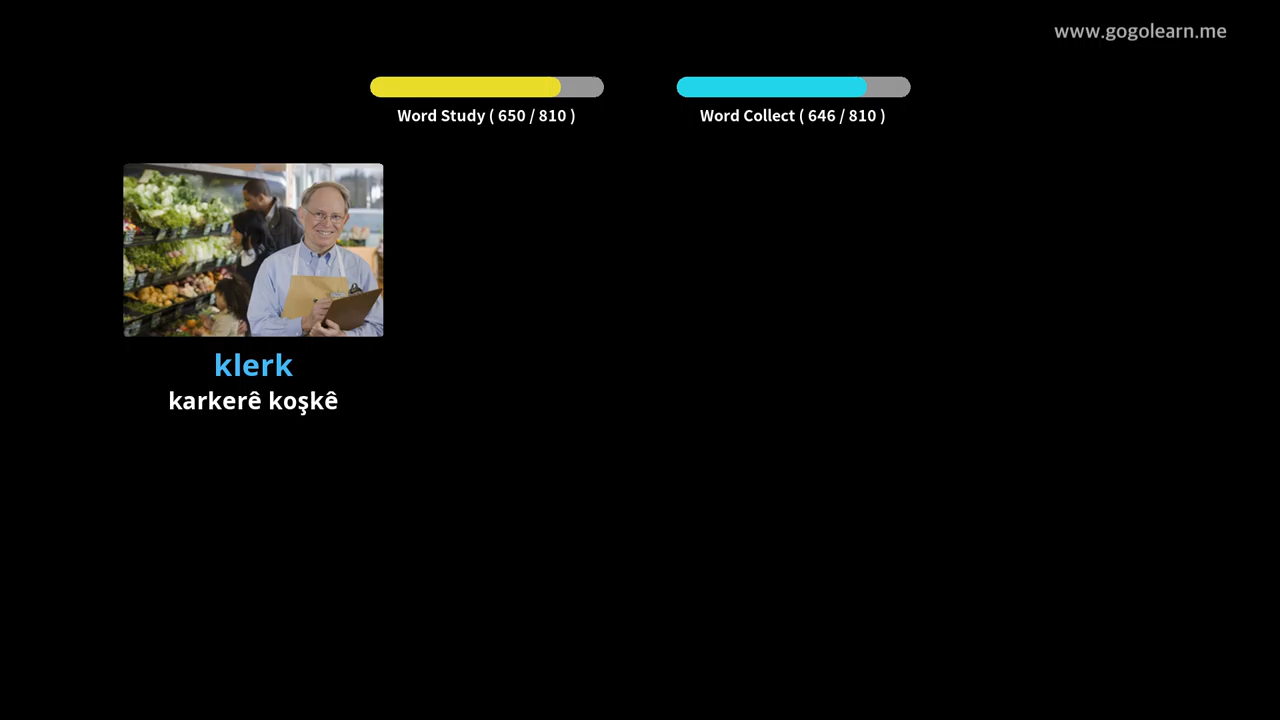 www.gogolearn.me
Word Study ( 650 / 810 )
Word Collect ( 646 / 810 )
klerk
karkerê koşkê